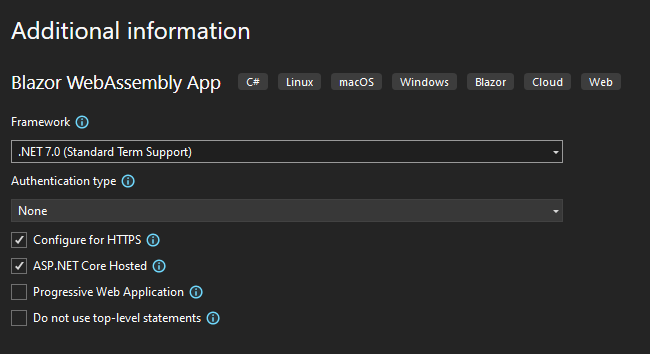 Additional information
Blazor WebAssembly App C# Linux macOS Windows Blazor Cloud Web
Framework
.NET 7.0 (Standard Term Support)
Authentication type
None
Configure for HTTPS
ASP.NET Core Hosted
Progressive Web Application
Do not use top-level statements